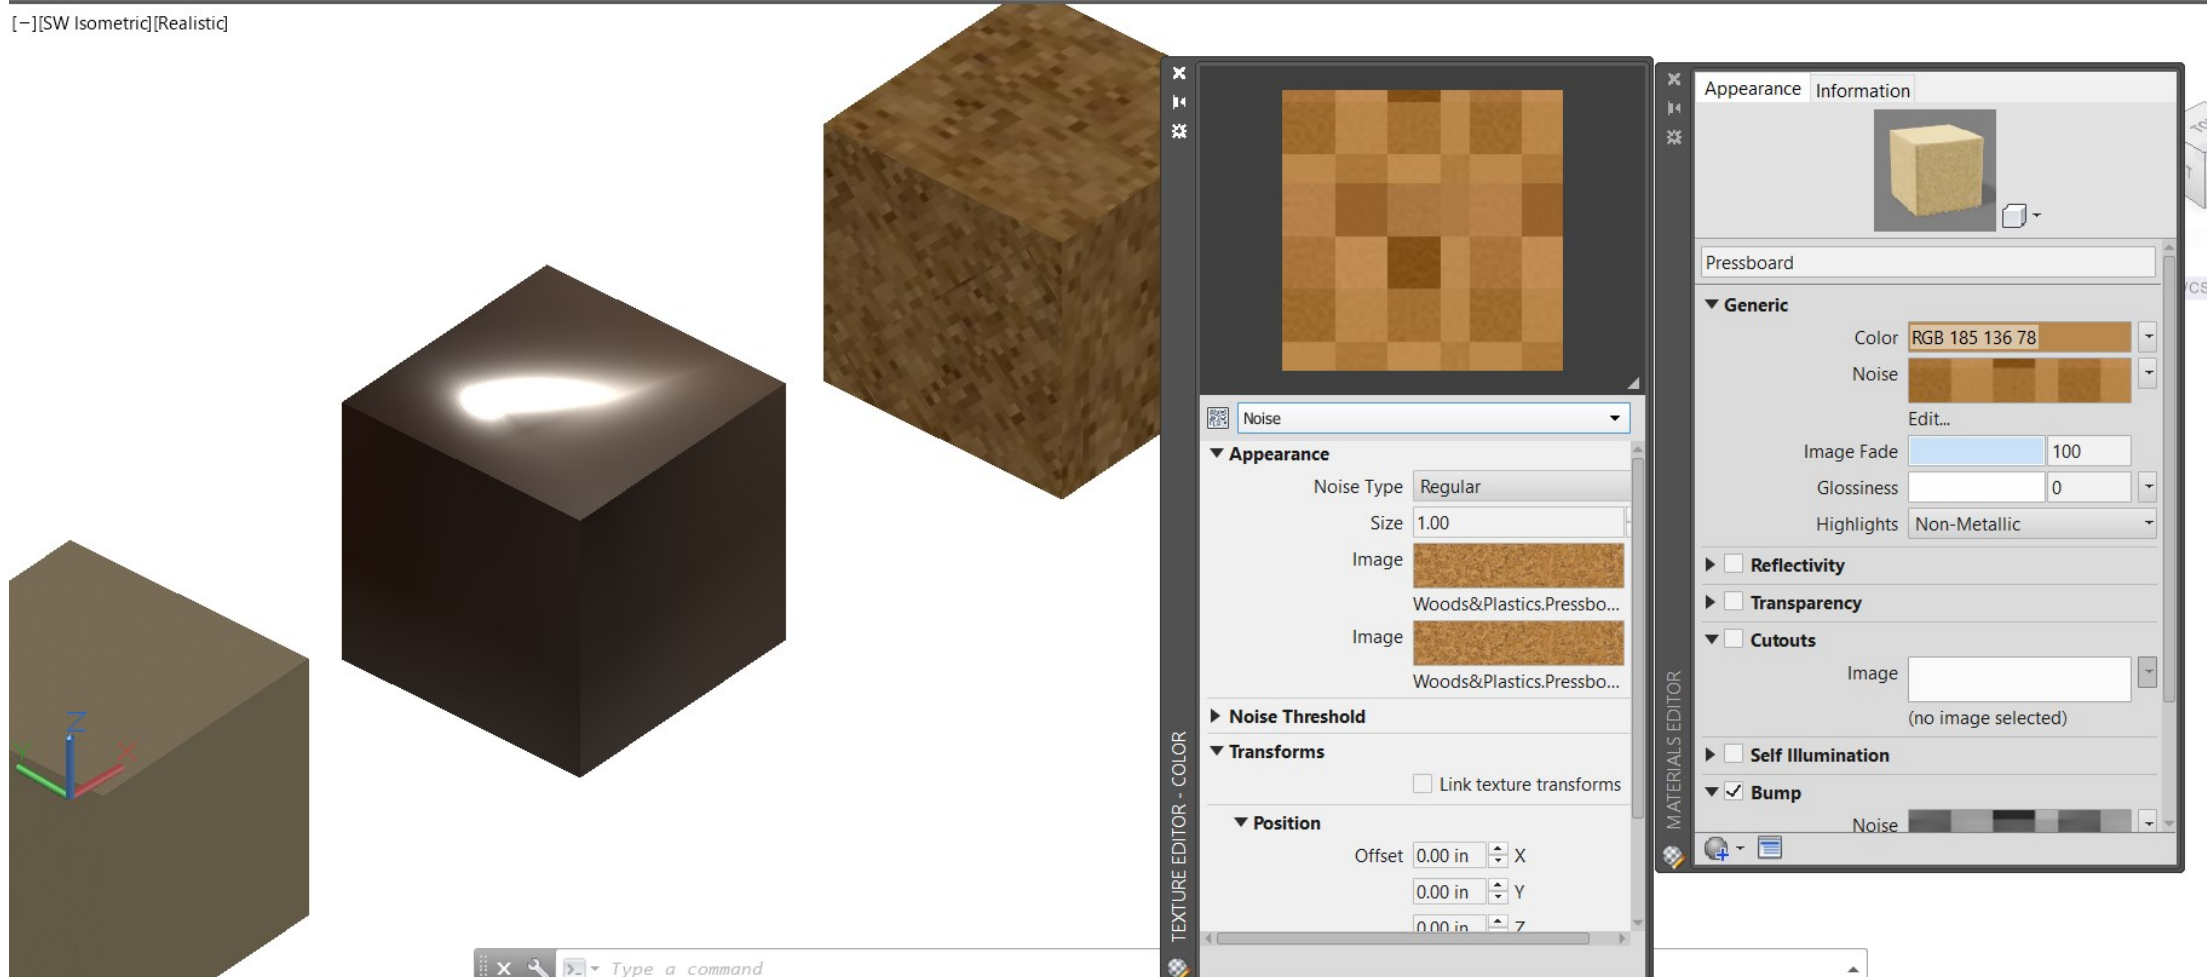 [−][SW Isometric][Realistic]
Z
X
Type a command
TEXTURE EDITOR - COLOR
Noise
Appearance
Noise Type Regular
Size 1.00
Image
Woods&Plastics.Pressbo...
Image
Woods&Plastics.Pressbo...
Noise Threshold
Transforms
Link texture transforms
Position
Offset 0.00 in X
0.00 in Y
0.00 in Z
MATERIALS EDITOR
Appearance Information
Pressboard
Generic
Color RGB 185 136 78
Noise
Edit...
Image Fade 100
Glossiness 0
Highlights Non-Metallic
Reflectivity
Transparency
Cutouts
Image
(no image selected)
Self Illumination
Bump
Noise